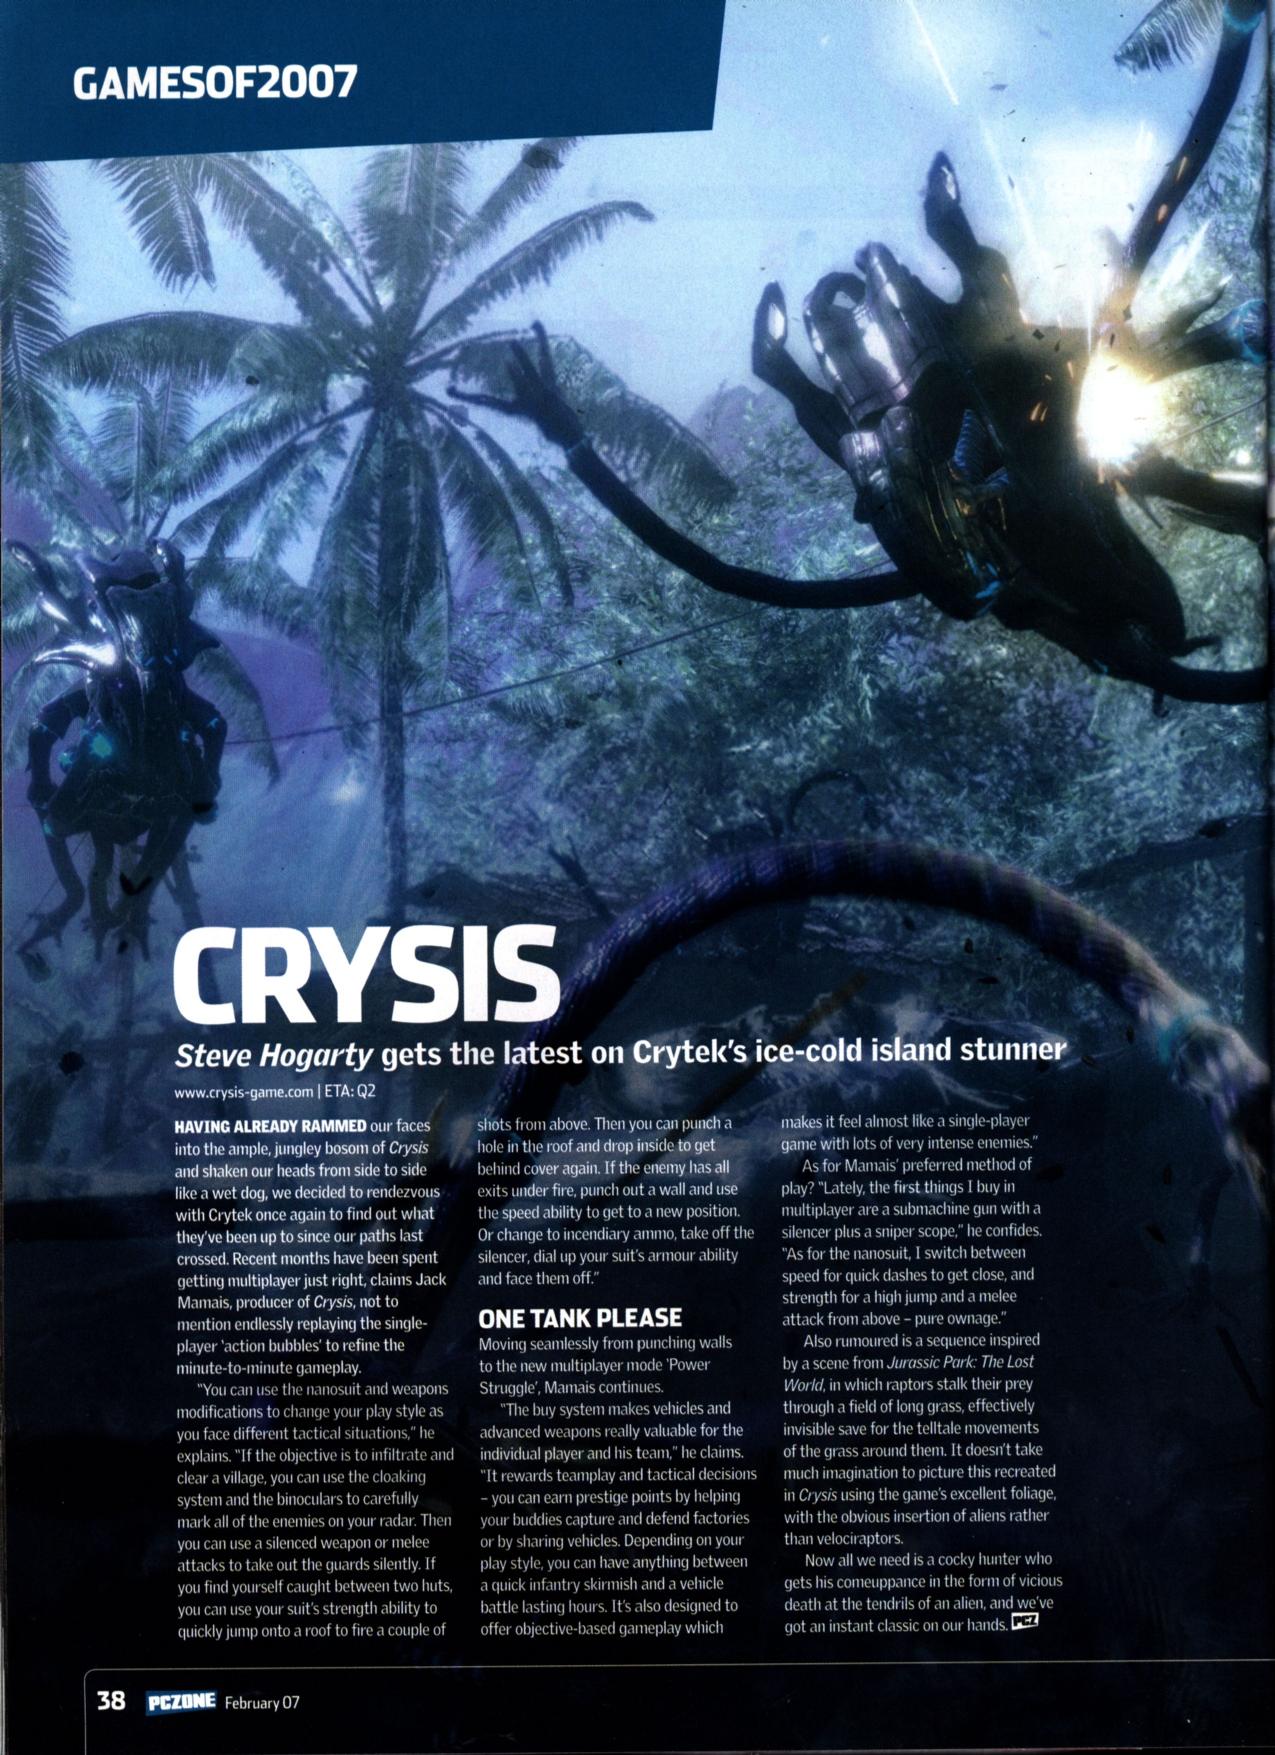 GAMESOF2007
CRYSIS
Steve Hogarty gets the latest on Crytek's ice-cold island stunner
www.crysis-game.com | ETA: Q2
HAVING ALREADY RAMMED our faces
into the ample, jungley bosom of Crysis
and shaken our heads from side to side
like a wet dog, we decided to rendezvous
with Crytek once again to find out what
they've been up to since our paths last
crossed. Recent months have been spent
getting multiplayer just right, claims Jack
Mamais, producer of Crysis, not to
mention endlessly replaying the single-
player 'action bubbles' to refine the
minute-to-minute gameplay.
"You can use the nanosuit and weapons
modifications to change your play style as
you face different tactical situations," he
explains. "If the objective is to infiltrate and
clear a village, you can use the cloaking
system and the binoculars to carefully
mark all of the enemies on your radar. Then
you can use a silenced weapon or melee
attacks to take out the guards silently. If
you find yourself caught between two huts,
you can use your suit's strength ability to
quickly jump onto a roof to fire a couple of
shots from above. Then you can punch a
hole in the roof and drop inside to get
behind cover again. If the enemy has all
exits under fire, punch out a wall and use
the speed ability to get to a new position.
Or change to incendiary ammo, take off the
silencer, dial up your suit's armour ability
and face them off."
ONE TANK PLEASE
Moving seamlessly from punching walls
to the new multiplayer mode 'Power
Struggle', Mamais continues.
"The buy system makes vehicles and
advanced weapons really valuable for the
individual player and his team," he claims.
"It rewards teamplay and tactical decisions
– you can earn prestige points by helping
your buddies capture and defend factories
or by sharing vehicles. Depending on your
play style, you can have anything between
a quick infantry skirmish and a vehicle
battle lasting hours. It's also designed to
offer objective-based gameplay which
makes it feel almost like a single-player
game with lots of very intense enemies."
As for Mamais' preferred method of
play? "Lately, the first things I buy in
multiplayer are a submachine gun with a
silencer plus a sniper scope," he confides.
"As for the nanosuit, I switch between
speed for quick dashes to get close, and
strength for a high jump and a melee
attack from above – pure ownage."
Also rumoured is a sequence inspired
by a scene from Jurassic Park: The Lost
World, in which raptors stalk their prey
through a field of long grass, effectively
invisible save for the telltale movements
of the grass around them. It doesn't take
much imagination to picture this recreated
in Crysis using the game's excellent foliage,
with the obvious insertion of aliens rather
than velociraptors.
Now all we need is a cocky hunter who
gets his comeuppance in the form of vicious
death at the tendrils of an alien, and we've
got an instant classic on our hands. PCZ
38 PCZONE February 07